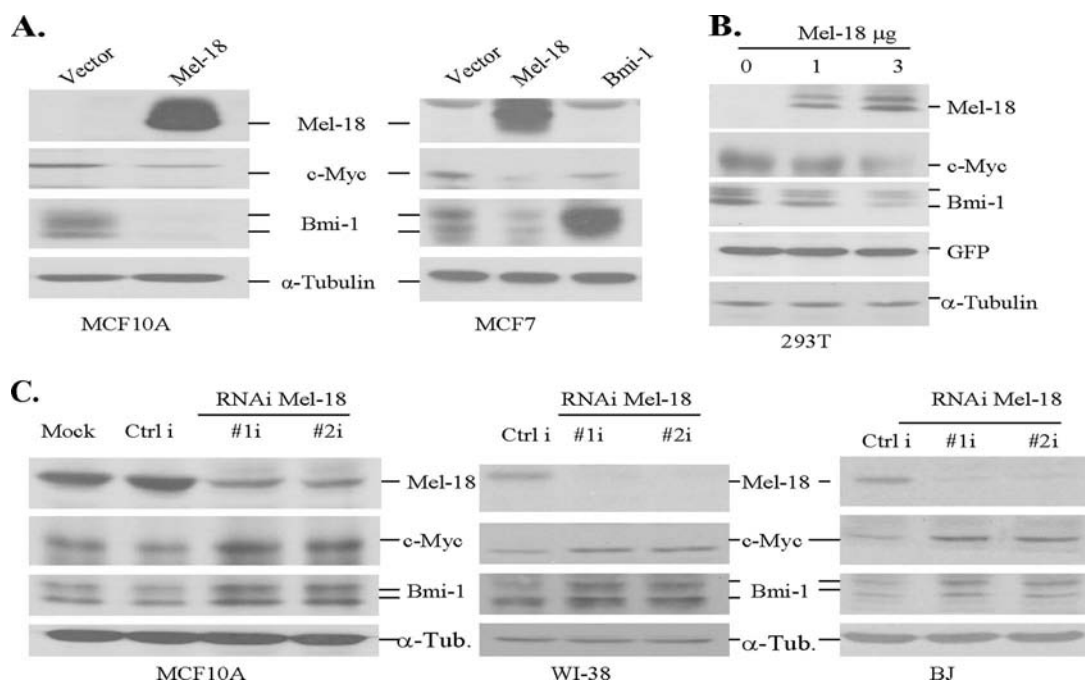 A.
Vector Mel-18
Vector Mel-18 Bmi-1
Mel-18
c-Myc
Bmi-1
α-Tubulin
MCF10A
MCF7
B.
Mel-18 μg
0 1 3
Mel-18
c-Myc
Bmi-1
GFP
α-Tubulin
293T
C.
RNAi Mel-18
Mock Ctrl i #1i #2i
RNAi Mel-18
Ctrl i #1i #2i
RNAi Mel-18
Ctrl i #1i #2i
Mel-18
c-Myc
Bmi-1
α-Tub.
Mel-18
c-Myc
Bmi-1
α-Tub.
MCF10A
WI-38
BJ